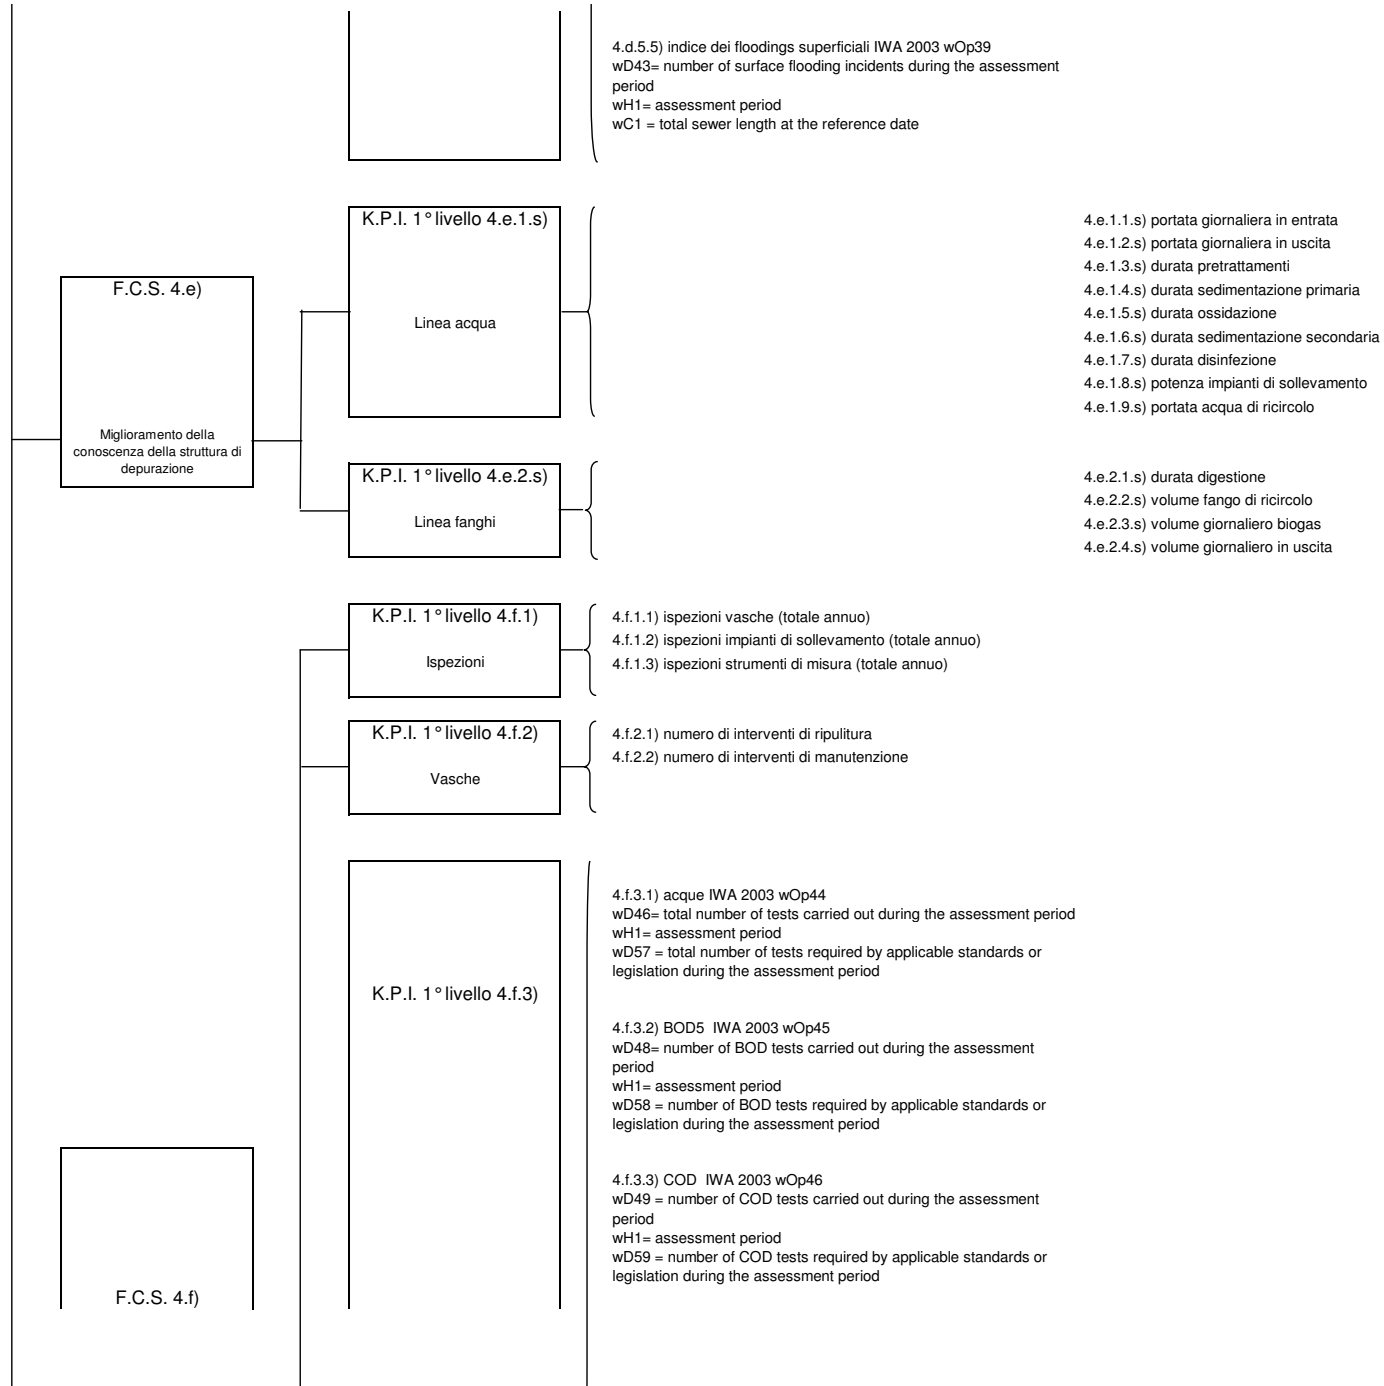 4.d.5.5) indice dei floodings superficiali IWA 2003 wOp39
wD43= number of surface flooding incidents during the assessment
period
wH1= assessment period
wC1 = total sewer length at the reference date
F.C.S. 4.e)
Miglioramento della
conoscenza della struttura di
depurazione
K.P.I. 1° livello 4.e.1.s)
Linea acqua
4.e.1.1.s) portata giornaliera in entrata
4.e.1.2.s) portata giornaliera in uscita
4.e.1.3.s) durata pretrattamenti
4.e.1.4.s) durata sedimentazione primaria
4.e.1.5.s) durata ossidazione
4.e.1.6.s) durata sedimentazione secondaria
4.e.1.7.s) durata disinfezione
4.e.1.8.s) potenza impianti di sollevamento
4.e.1.9.s) portata acqua di ricircolo
K.P.I. 1° livello 4.e.2.s)
Linea fanghi
4.e.2.1.s) durata digestione
4.e.2.2.s) volume fango di ricircolo
4.e.2.3.s) volume giornaliero biogas
4.e.2.4.s) volume giornaliero in uscita
K.P.I. 1° livello 4.f.1)
Ispezioni
4.f.1.1) ispezioni vasche (totale annuo)
4.f.1.2) ispezioni impianti di sollevamento (totale annuo)
4.f.1.3) ispezioni strumenti di misura (totale annuo)
K.P.I. 1° livello 4.f.2)
Vasche
4.f.2.1) numero di interventi di ripulitura
4.f.2.2) numero di interventi di manutenzione
K.P.I. 1° livello 4.f.3)
4.f.3.1) acque IWA 2003 wOp44
wD46= total number of tests carried out during the assessment period
wH1= assessment period
wD57 = total number of tests required by applicable standards or
legislation during the assessment period
4.f.3.2) BOD5  IWA 2003 wOp45
wD48= number of BOD tests carried out during the assessment
period
wH1= assessment period
wD58 = number of BOD tests required by applicable standards or
legislation during the assessment period
4.f.3.3) COD  IWA 2003 wOp46
wD49 = number of COD tests carried out during the assessment
period
wH1= assessment period
wD59 = number of COD tests required by applicable standards or
legislation during the assessment period
F.C.S. 4.f)